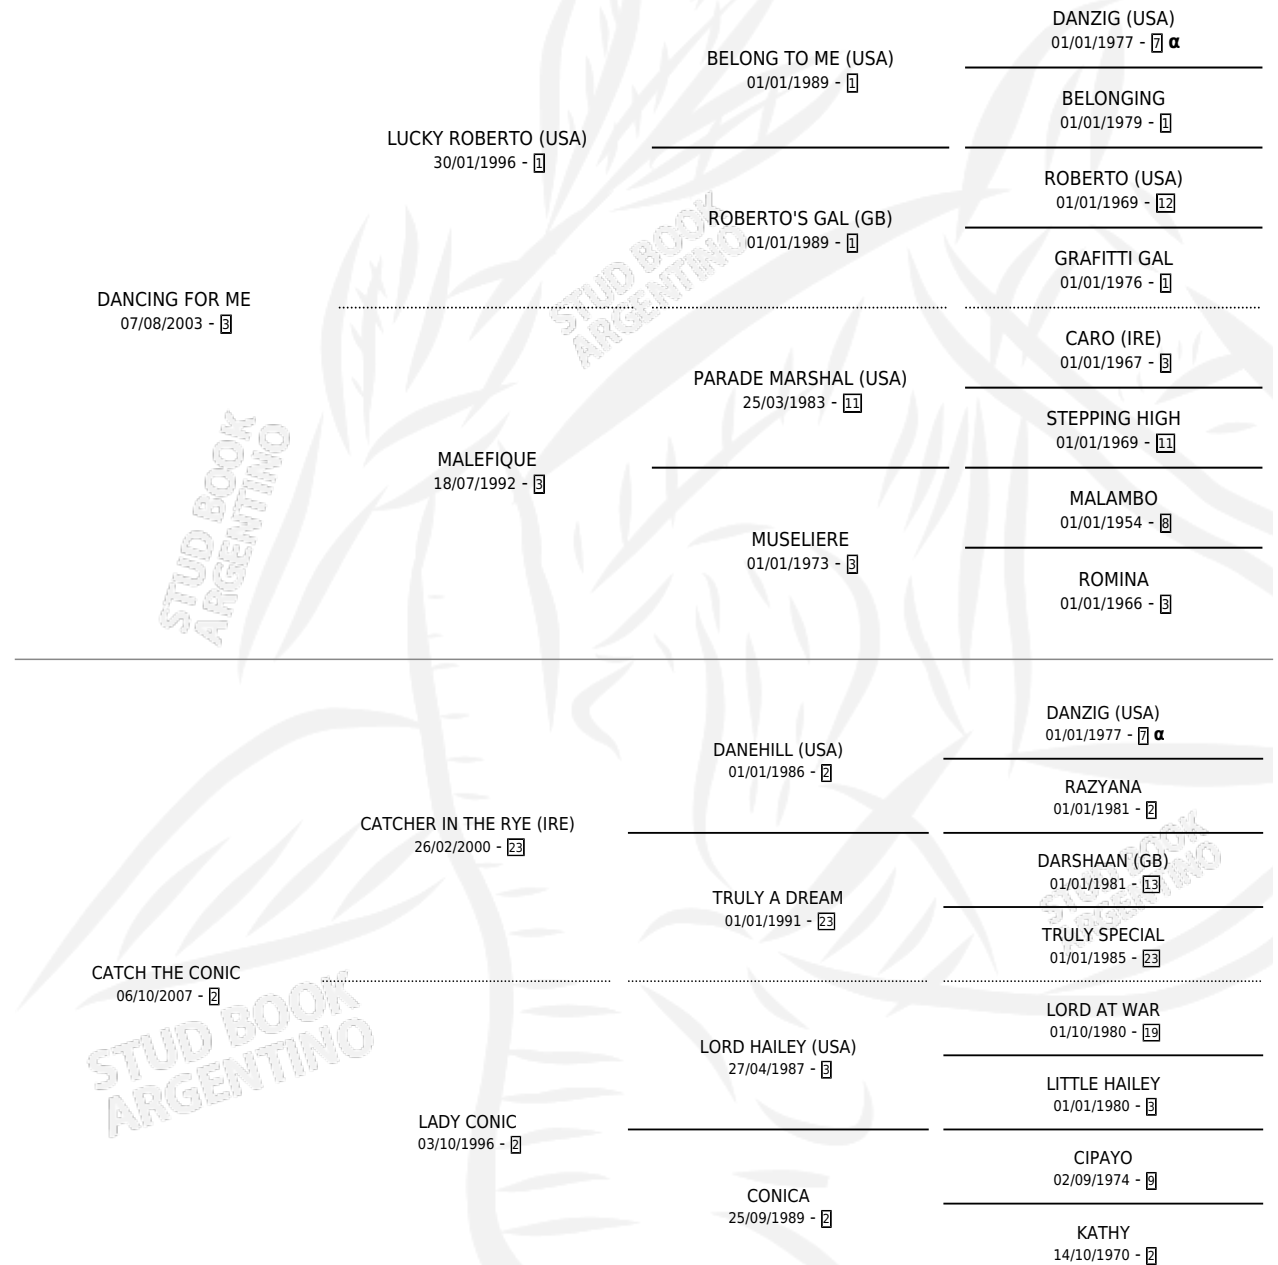 DANCING FOR ME
07/08/2003 - 3
LUCKY ROBERTO (USA)
30/01/1996 - 1
BELONG TO ME (USA)
01/01/1989 - 1
DANZIG (USA)
01/01/1977 - 7 α
BELONGING
01/01/1979 - 1
ROBERTO'S GAL (GB)
01/01/1989 - 1
ROBERTO (USA)
01/01/1969 - 12
GRAFITTI GAL
01/01/1976 - 1
MALEFIQUE
18/07/1992 - 3
PARADE MARSHAL (USA)
25/03/1983 - 11
CARO (IRE)
01/01/1967 - 3
STEPPING HIGH
01/01/1969 - 11
MUSELIERE
01/01/1973 - 3
MALAMBO
01/01/1954 - 8
ROMINA
01/01/1966 - 3
CATCH THE CONIC
06/10/2007 - 2
CATCHER IN THE RYE (IRE)
26/02/2000 - 23
DANEHILL (USA)
01/01/1986 - 2
DANZIG (USA)
01/01/1977 - 7 α
RAZYANA
01/01/1981 - 2
TRULY A DREAM
01/01/1991 - 23
DARSHAAN (GB)
01/01/1981 - 13
TRULY SPECIAL
01/01/1985 - 23
LADY CONIC
03/10/1996 - 2
LORD HAILEY (USA)
27/04/1987 - 3
LORD AT WAR
01/10/1980 - 19
LITTLE HAILEY
01/01/1980 - 3
CONICA
25/09/1989 - 2
CIPAYO
02/09/1974 - 9
KATHY
14/10/1970 - 2
STUD BOOK
ARGENTINO
STUD BOOK
ARGENTINO
STUD BOOK
ARGENTINO
STUD BOOK
ARGENTINO